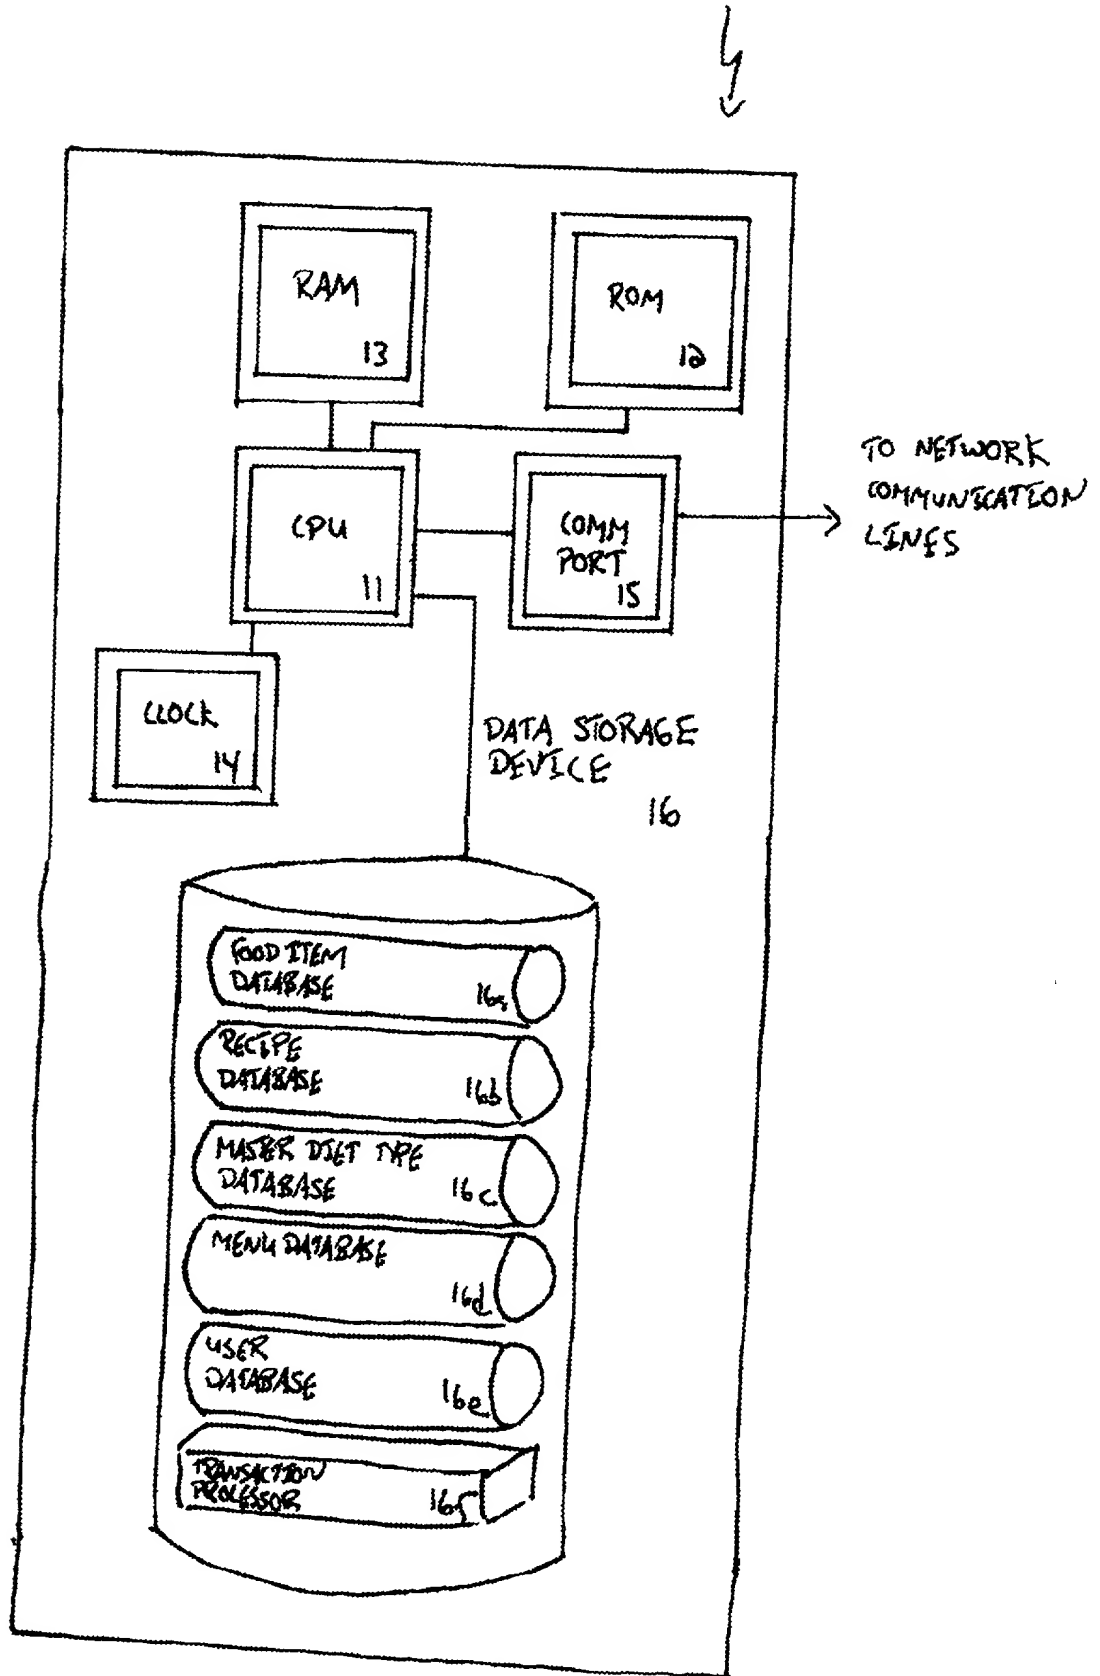 RAM
13
ROM
12
CPU
11
COMM
PORT
15
TO NETWORK
COMMUNICATION
LINES
CLOCK
14
DATA STORAGE
DEVICE
16
FOOD ITEM
DATABASE
16a
RECIPE
DATABASE
16b
MASTER DIET TYPE
DATABASE
16c
MENU DATABASE
16d
USER
DATABASE
16e
TRANSACTION
PROCESSOR
16f